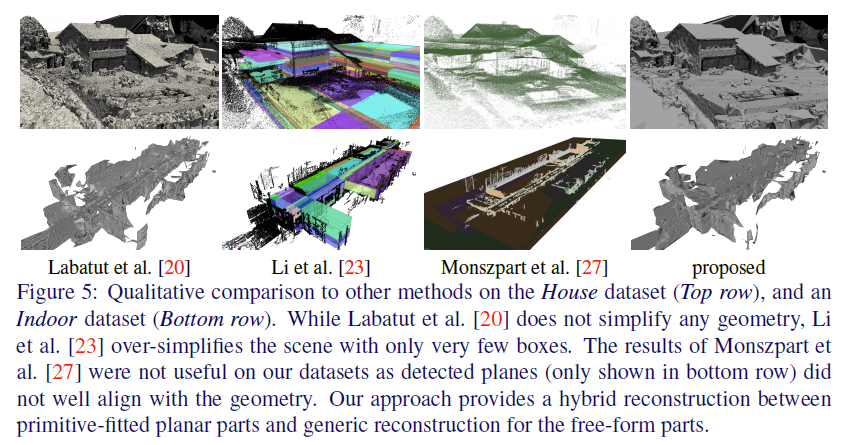 Labatut et al. [20] Li et al. [23] Monszpart et al. [27] proposed
Figure 5: Qualitative comparison to other methods on the House dataset (Top row), and an
Indoor dataset (Bottom row). While Labatut et al. [20] does not simplify any geometry, Li
et al. [23] over-simplifies the scene with only very few boxes. The results of Monszpart et
al. [27] were not useful on our datasets as detected planes (only shown in bottom row) did
not well align with the geometry. Our approach provides a hybrid reconstruction between
primitive-fitted planar parts and generic reconstruction for the free-form parts.